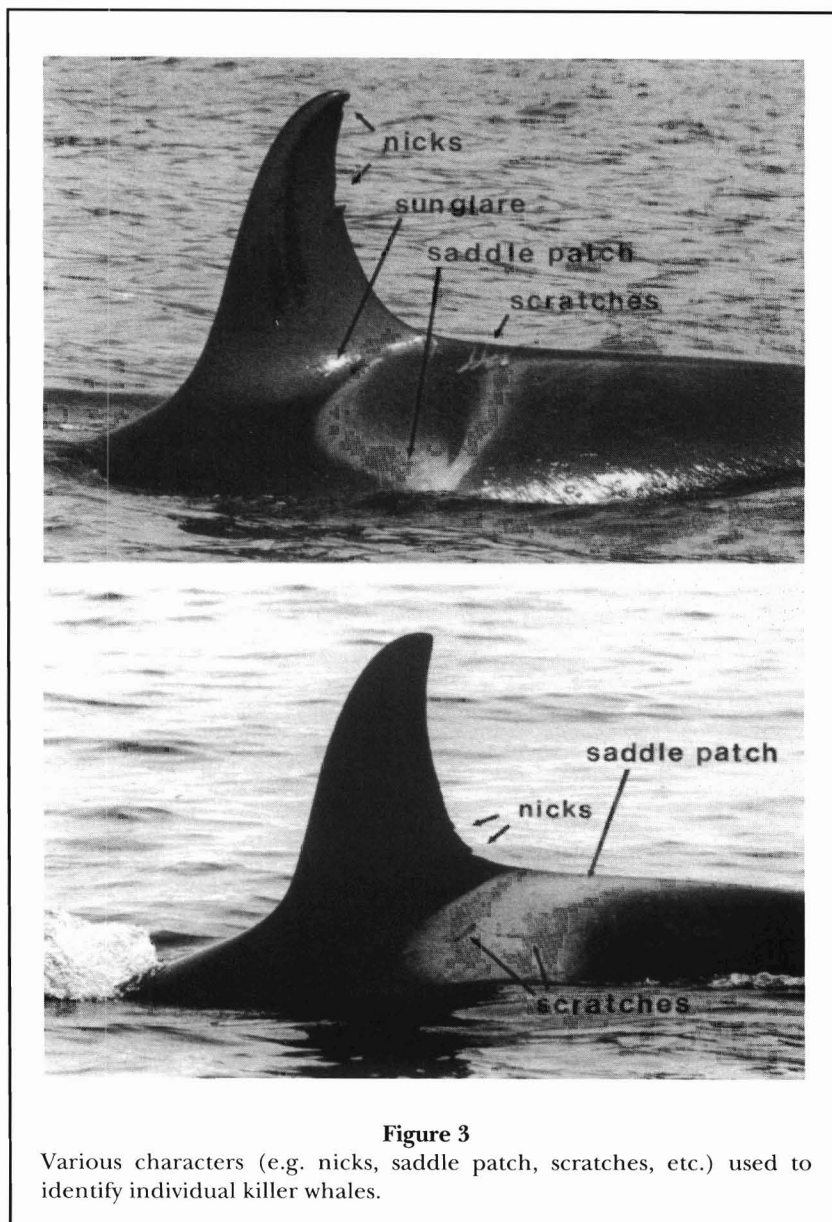 nicks
sunglare
saddle patch
scratches
saddle patch
nicks
scratches
Figure 3
Various characters (e.g. nicks, saddle patch, scratches, etc.) used to
identify individual killer whales.